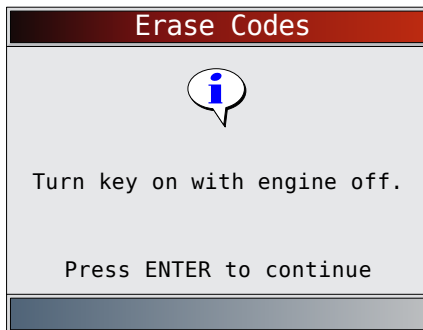 Erase Codes
i
Turn key on with engine off.
Press ENTER to continue